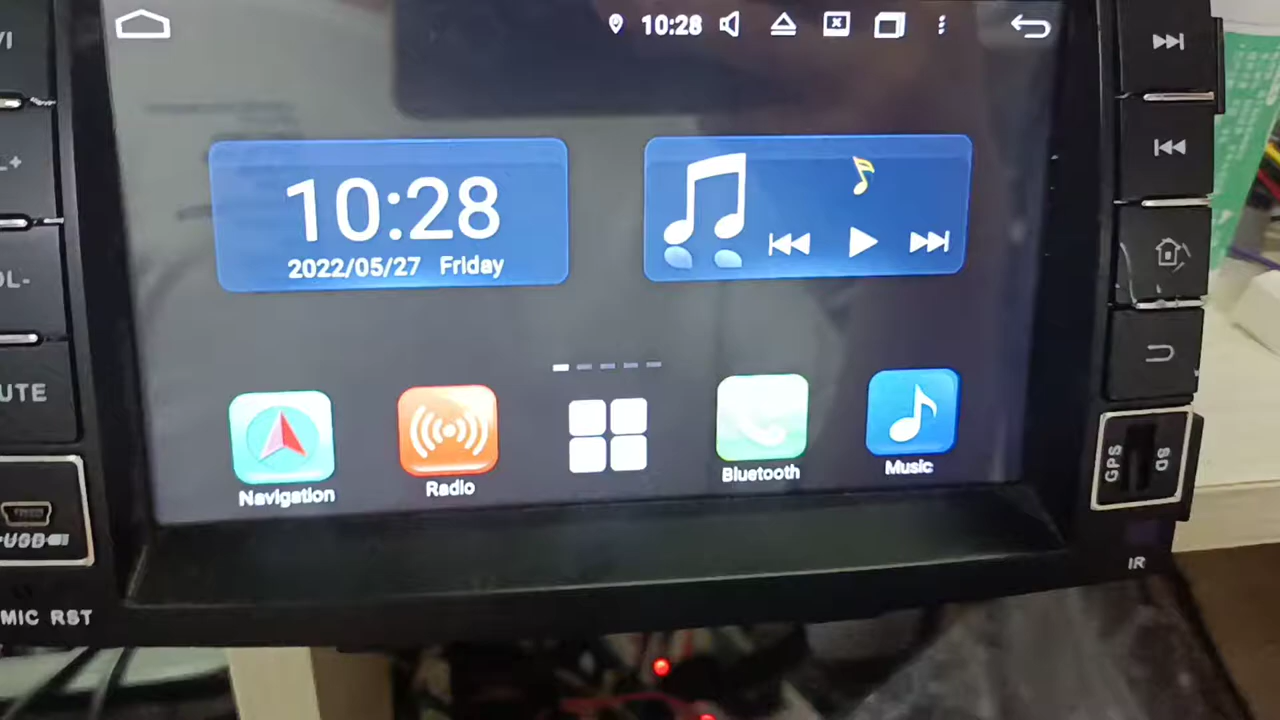 10:28
10:28
2022/05/27 Friday
Navigation
Radio
Bluetooth
Music
L+
OL-
UTE
USB
MIC RST
GPS
SD
IR